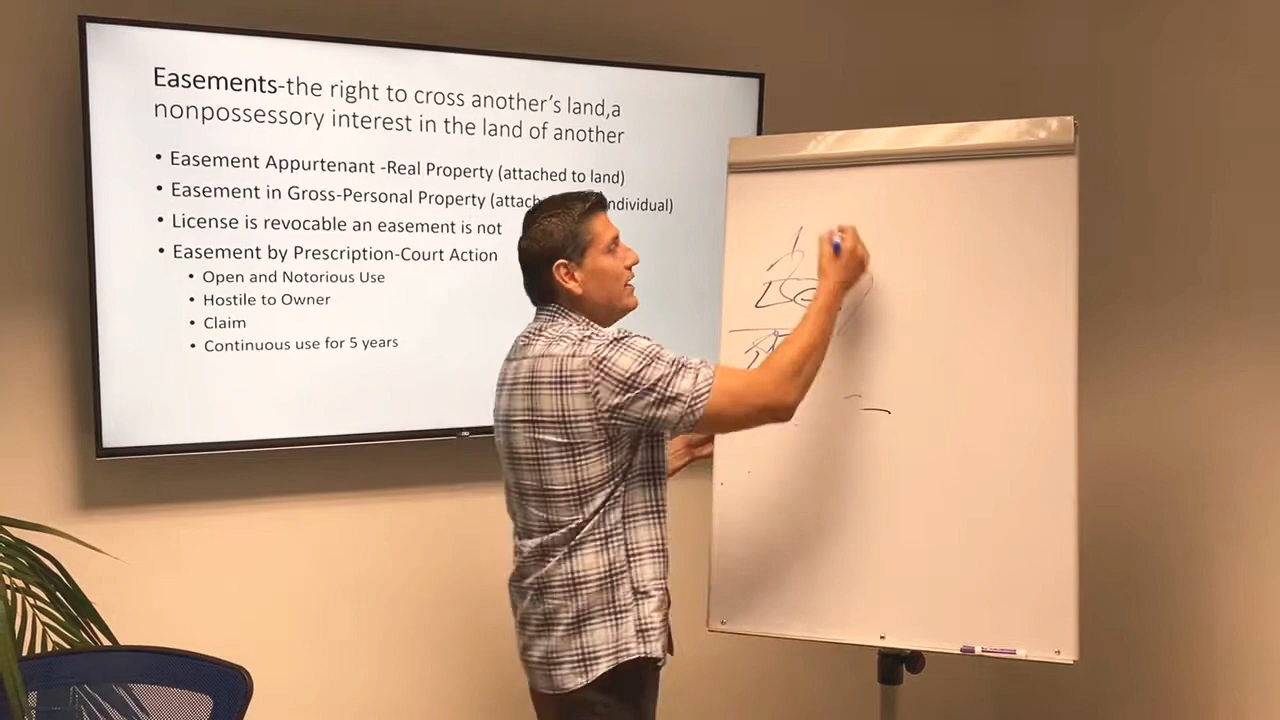 Easements-the right to cross another's land,a
nonpossessory interest in the land of another
• Easement Appurtenant -Real Property (attached to land)
• Easement in Gross-Personal Property (attach ndividual)
• License is revocable an easement is not
• Easement by Prescription-Court Action
• Open and Notorious Use
• Hostile to Owner
• Claim
• Continuous use for 5 years